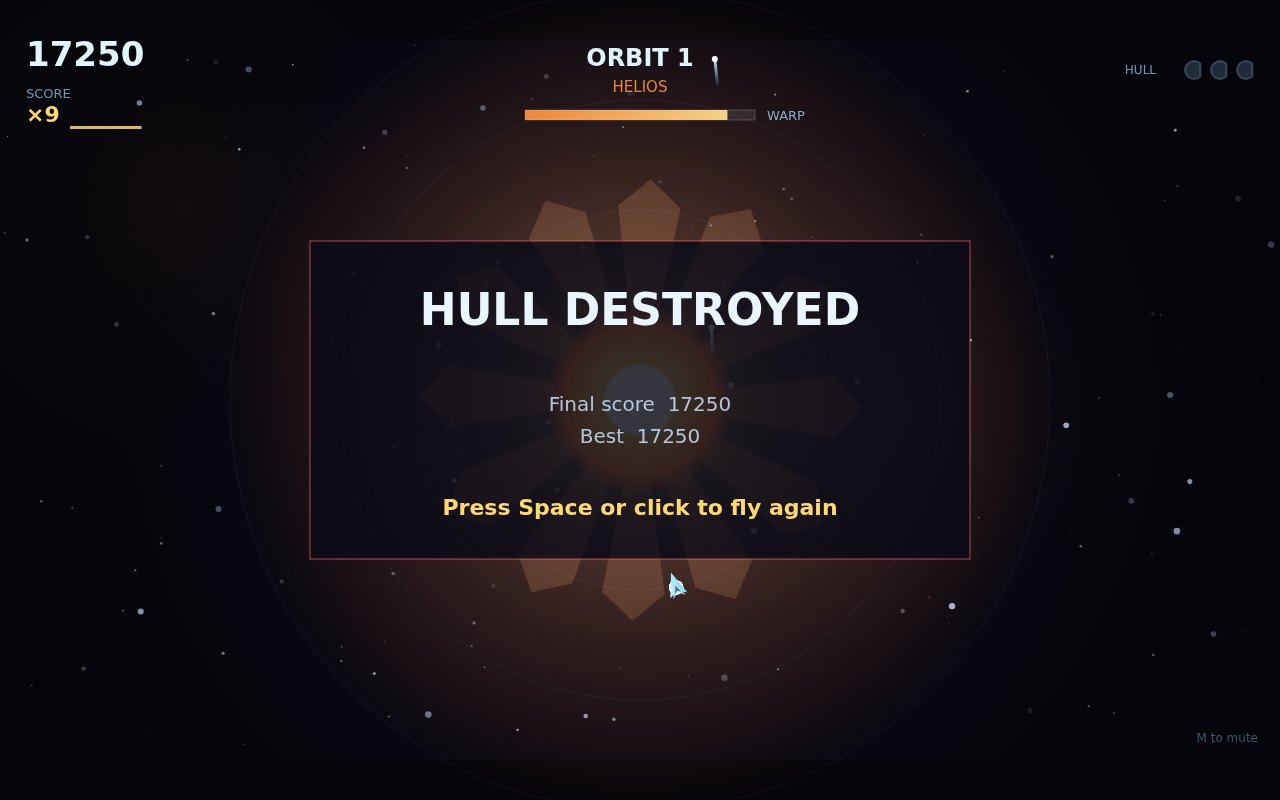 17250
SCORE
×9
ORBIT 1
HELIOS
WARP
HULL
HULL DESTROYED
Final score 17250
Best 17250
Press Space or click to fly again
M to mute